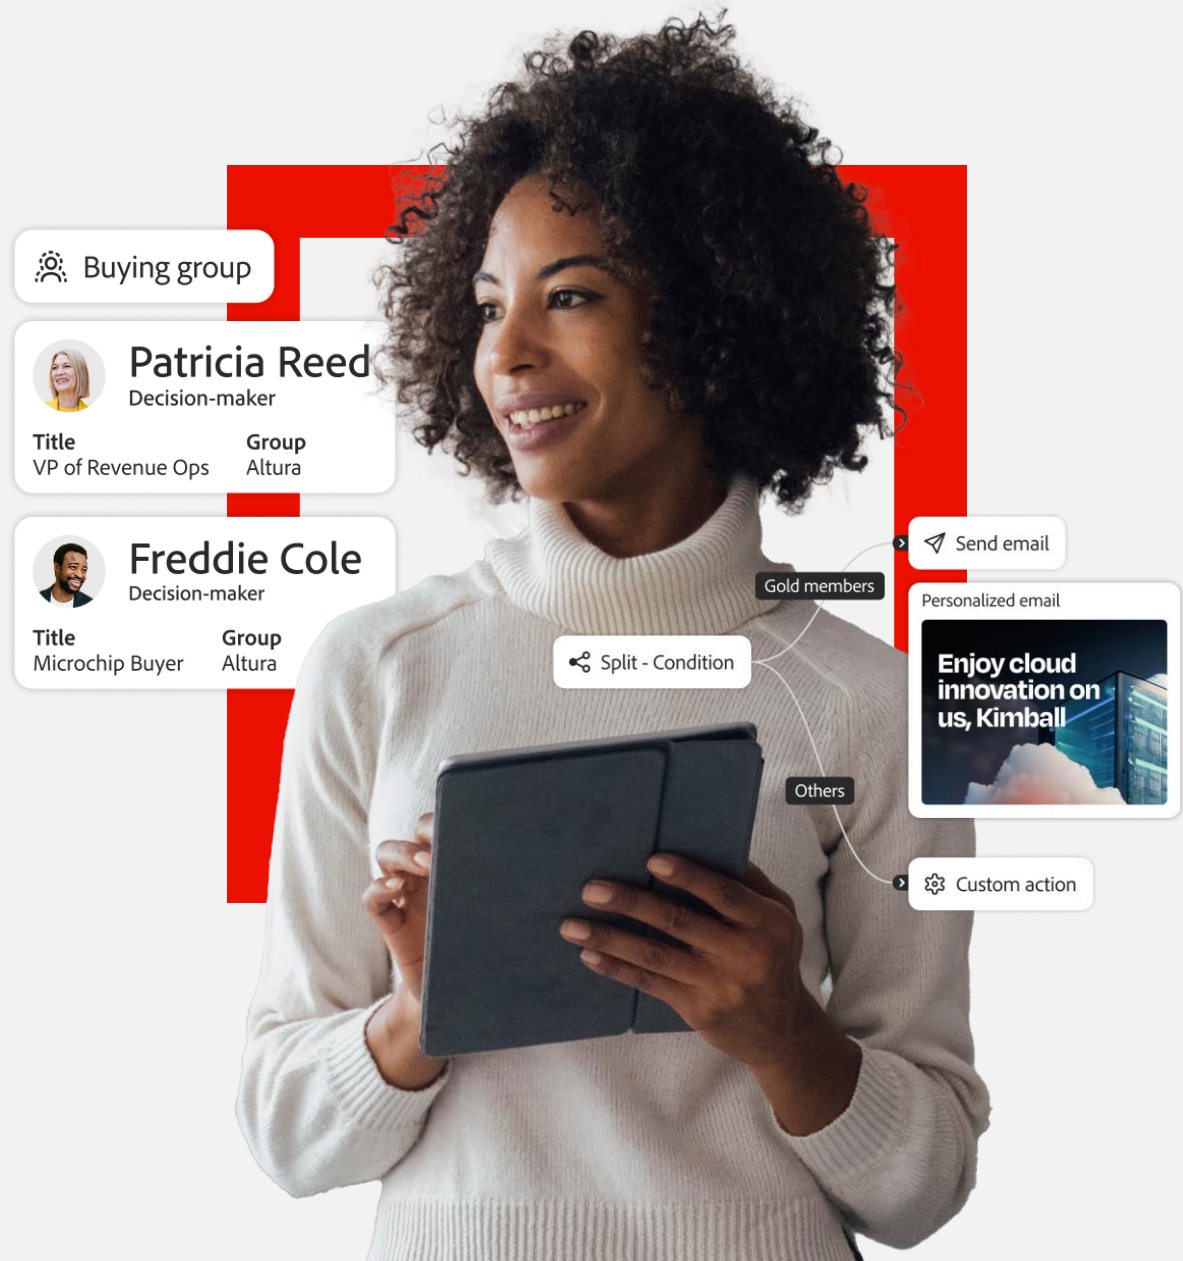 Buying group
Patricia Reed
Decision-maker
Title
Group
VP of Revenue Ops
Altura
Freddie Cole
Decision-maker
Title
Group
Microchip Buyer
Altura
Send email
Gold members
Personalized email
Split - Condition
Enjoy cloud
innovation on
us, Kimball
Others
Custom action